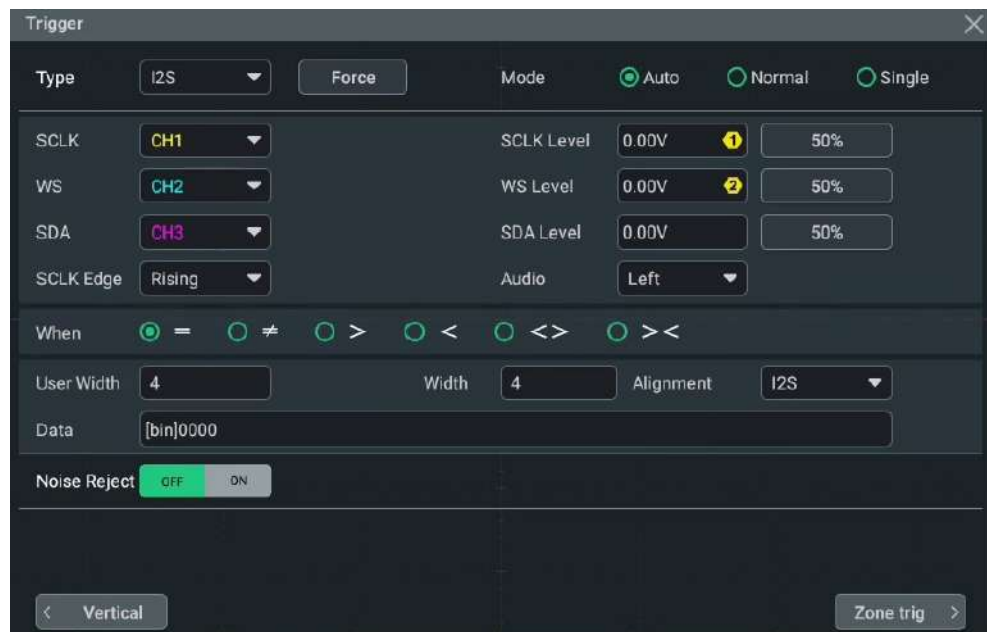 Trigger
Type I2S Force Mode Auto Normal Single
SCLK CH1 SCLK Level 0.00V 1 50%
WS CH2 WS Level 0.00V 2 50%
SDA CH3 SDA Level 0.00V 50%
SCLK Edge Rising Audio Left
When = ≠ > < <> ><
User Width 4 Width 4 Alignment I2S
Data [bin]0000
Noise Reject OFF ON
< Vertical Zone trig >